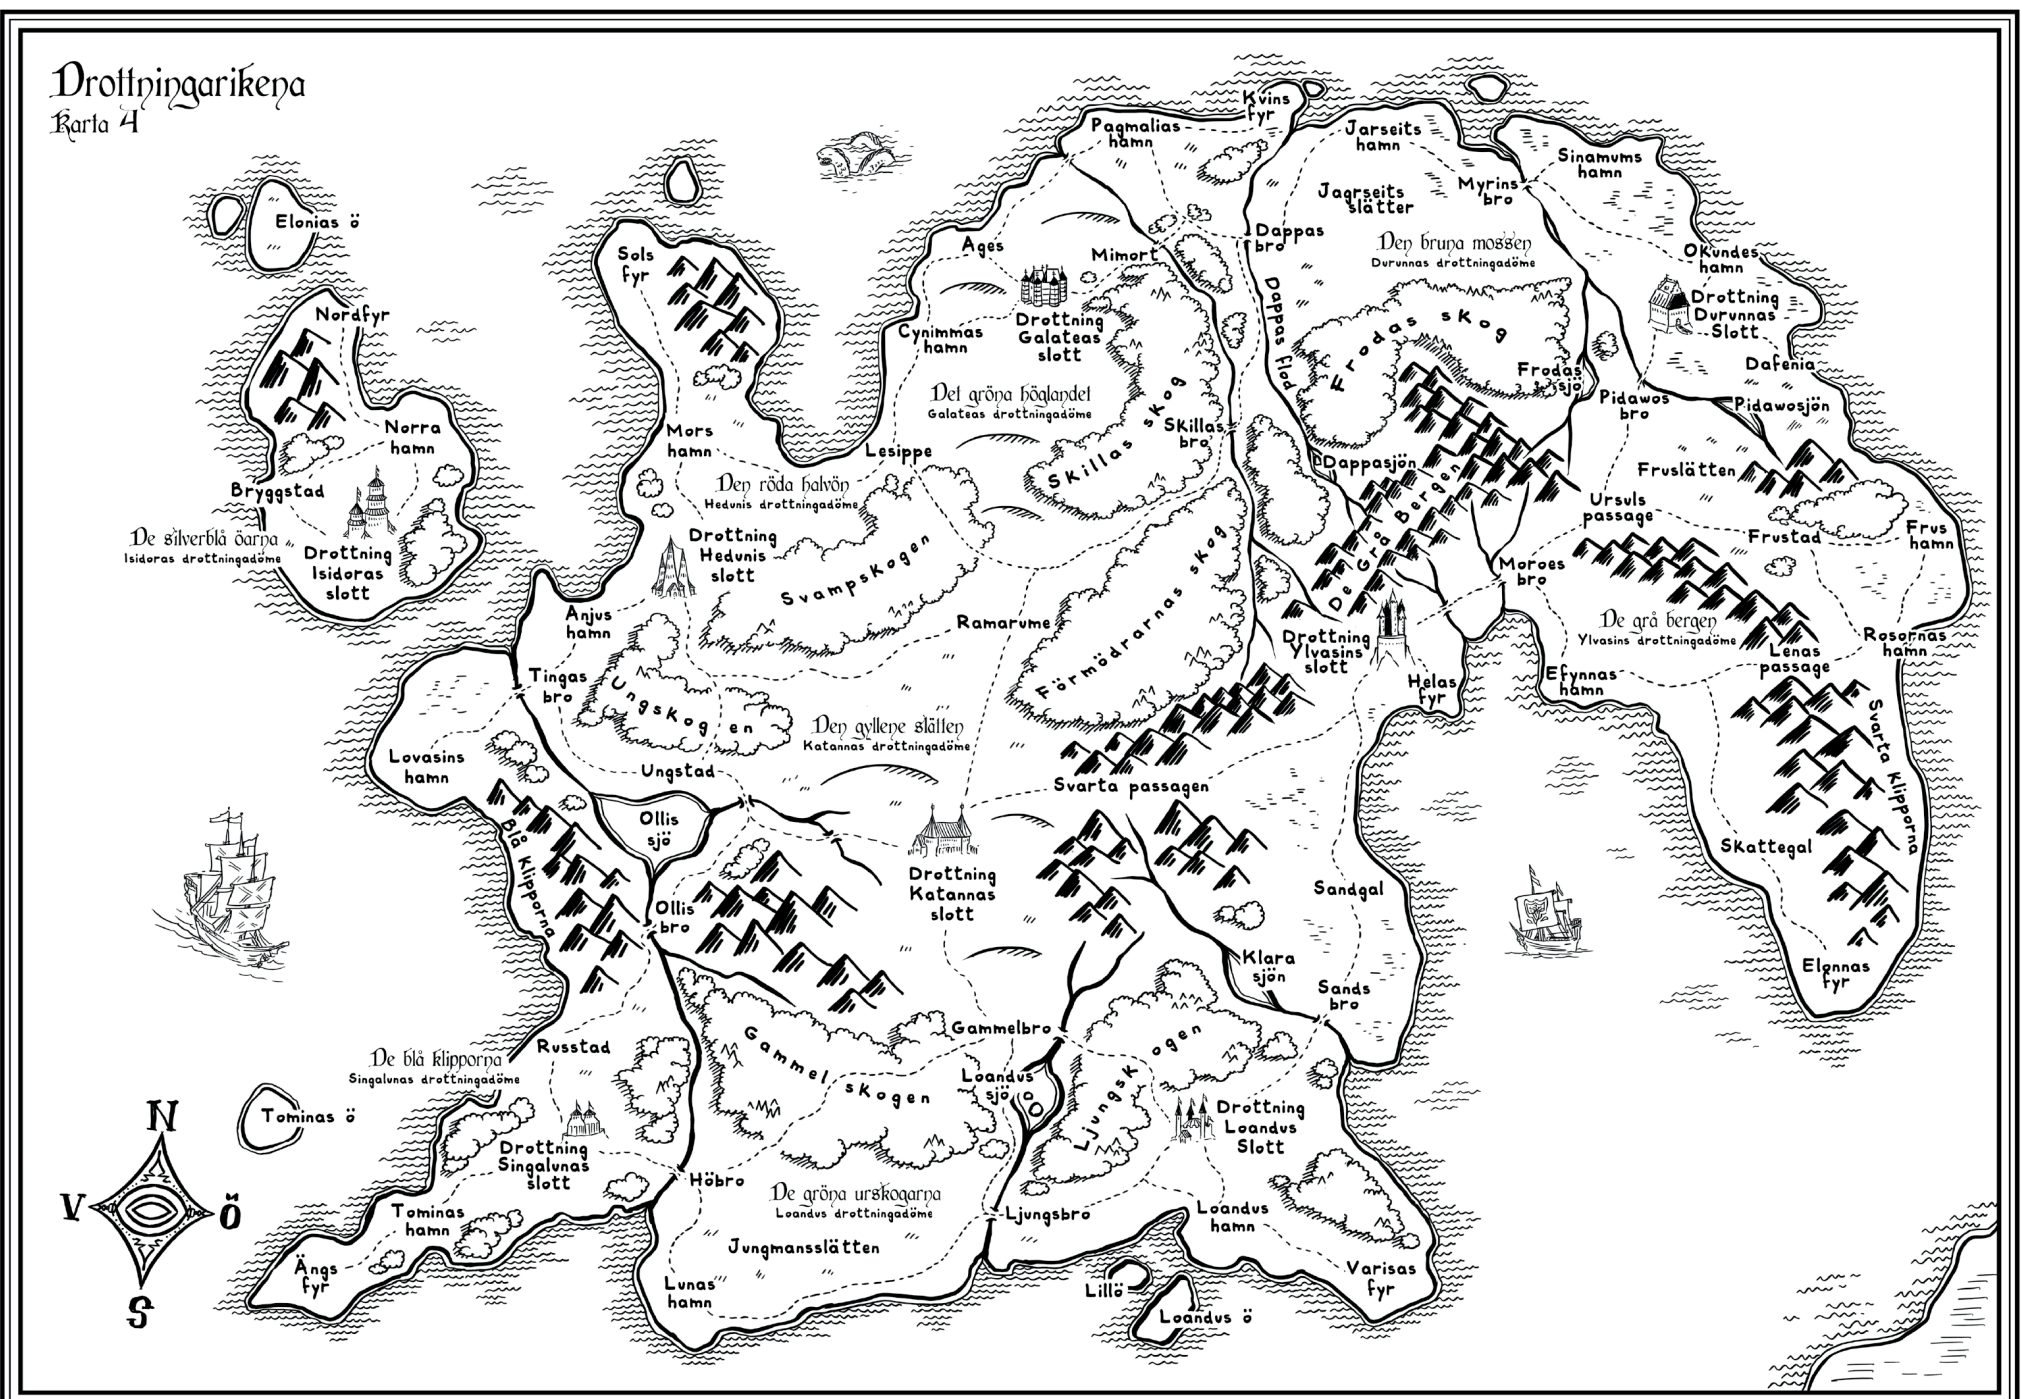 Drottningarikena
Karta 4
Kvins
fyr
Pagmalias
hamn
Jarseits
hamn
Sinamums
hamn
Myrins
bro
Jagrseits
slätter
Elonias ö
Sols
fyr
Ages
Mimort
Dappas
bro
Den bruna mossen
Durunnas drottningadöme
Okundes
hamn
Drottning
Durunnas
Slott
Nordfyr
Cynimmas
hamn
Drottning
Galateas
slott
Dappas flod
Frodas skog
Frodas
sjö
Dafenia
Det gröna höglandet
Galateas drottningadöme
Skillas skog
Skillas
bro
Pidawos
bro
Pidawosjön
Norra
hamn
Mors
hamn
Lesippe
Dappasjön
Fruslätten
Bryggstad
Den röda halvön
Hedunis drottningadöme
De Grå Bergen
Ursuls
passage
Frustad
Frus
hamn
De silverblå öarna
Isidoras drottningadöme
Drottning
Isidoras
slott
Drottning
Hedunis
slott
Svampskogen
Förmödrarnas skog
Moroes
bro
Anjus
hamn
Ramarume
Drottning
Ylvasins
slott
De grå bergen
Ylvasins drottningadöme
Lenas
passage
Rosornas
hamn
Tingas
bro
Ungskogen
Helas
fyr
Efynnas
hamn
Svarta Klipporna
Den gyllene slätten
Katannas drottningadöme
Lovasins
hamn
Ungstad
Svarta passagen
Ollis
sjö
Blå Klipporna
Skattegal
Drottning
Katannas
slott
Sandgal
Ollis
bro
Klara
sjön
Sands
bro
Elonnas
fyr
Russtad
Gammelskogen
Gammelbro
Ljungskogen
De blå klipporna
Singalunas drottningadöme
Loandus
sjö
Tominas ö
Drottning
Loandus
Slott
Drottning
Singalunas
slott
Höbro
De gröna urskogarna
Loandus drottningadöme
Tominas
hamn
Ljungsbro
Loandus
hamn
Jungmansslätten
Ängs
fyr
Lunas
hamn
Lillö
Varisas
fyr
Loandus ö
N
V
Ö
S